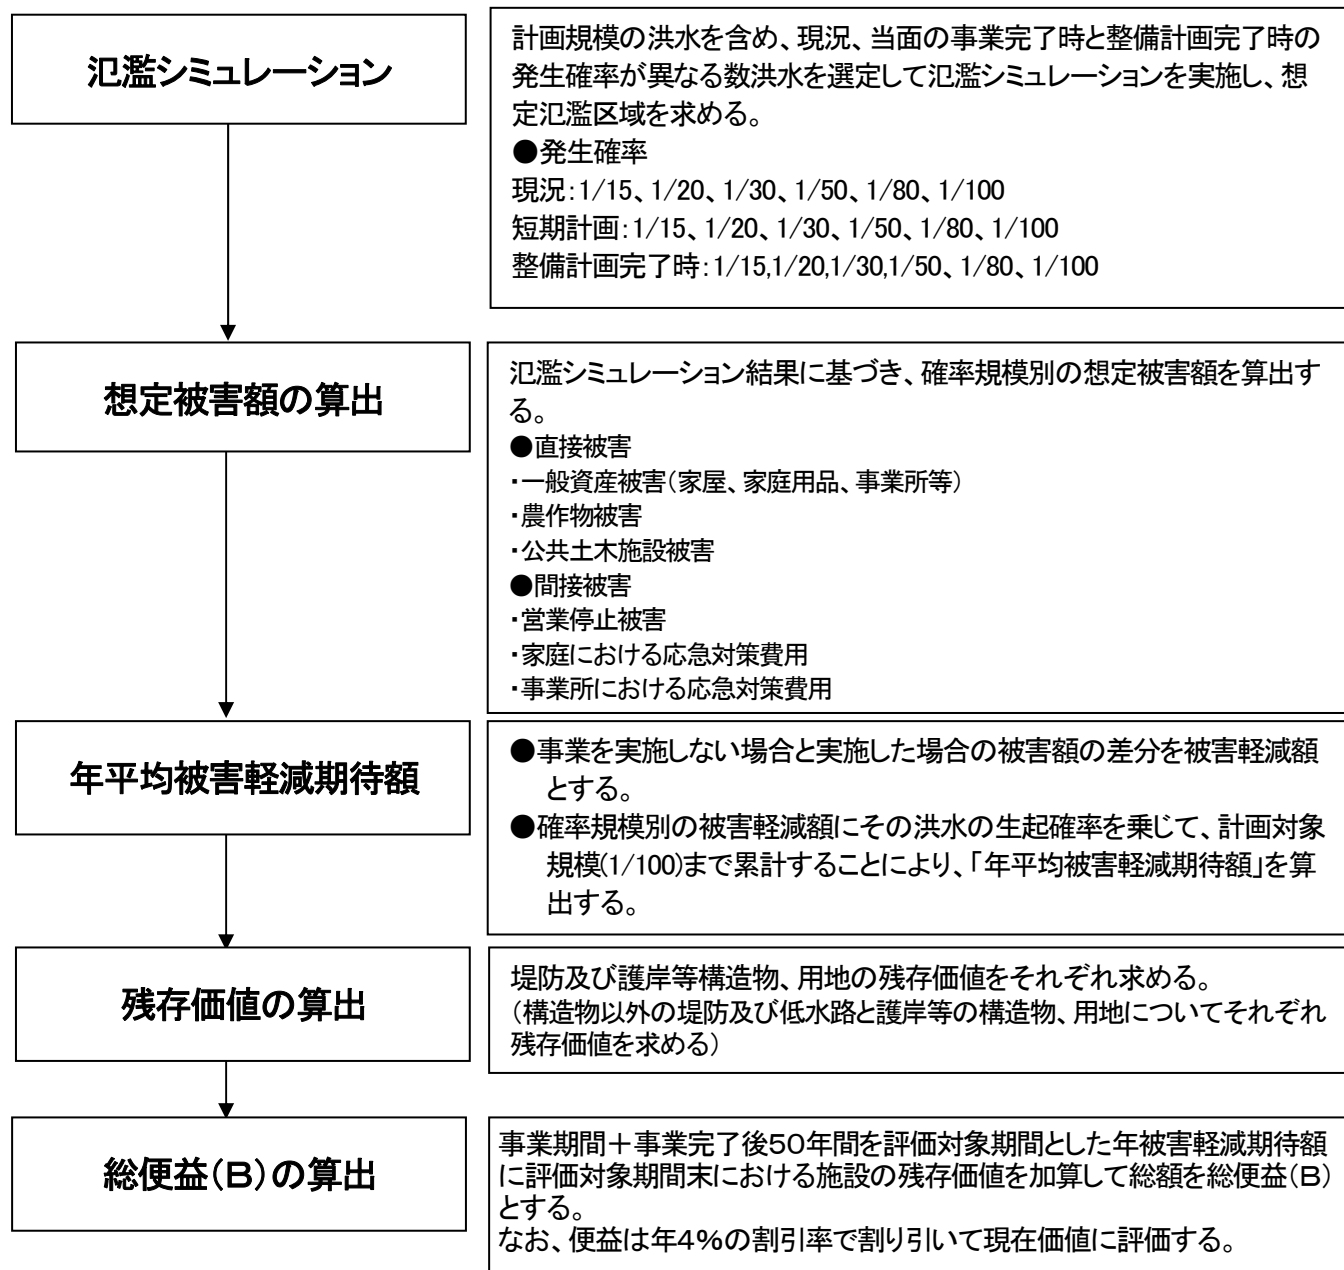 氾濫シミュレーション
計画規模の洪水を含め、現況、当面の事業完了時と整備計画完了時の
発生確率が異なる数洪水を選定して氾濫シミュレーションを実施し、想
定氾濫区域を求める。
●発生確率
現況:1/15、1/20、1/30、1/50、1/80、1/100
短期計画:1/15、1/20、1/30、1/50、1/80、1/100
整備計画完了時:1/15,1/20,1/30,1/50、1/80、1/100
想定被害額の算出
氾濫シミュレーション結果に基づき、確率規模別の想定被害額を算出す
る。
●直接被害
・一般資産被害(家屋、家庭用品、事業所等)
・農作物被害
・公共土木施設被害
●間接被害
・営業停止被害
・家庭における応急対策費用
・事業所における応急対策費用
年平均被害軽減期待額
●事業を実施しない場合と実施した場合の被害額の差分を被害軽減額
とする。
●確率規模別の被害軽減額にその洪水の生起確率を乗じて、計画対象
規模(1/100)まで累計することにより、「年平均被害軽減期待額」を算
出する。
残存価値の算出
堤防及び護岸等構造物、用地の残存価値をそれぞれ求める。
(構造物以外の堤防及び低水路と護岸等の構造物、用地についてそれぞれ
残存価値を求める)
総便益(B)の算出
事業期間+事業完了後50年間を評価対象期間とした年被害軽減期待額
に評価対象期間末における施設の残存価値を加算して総額を総便益(B)
とする。
なお、便益は年4%の割引率で割り引いて現在価値に評価する。